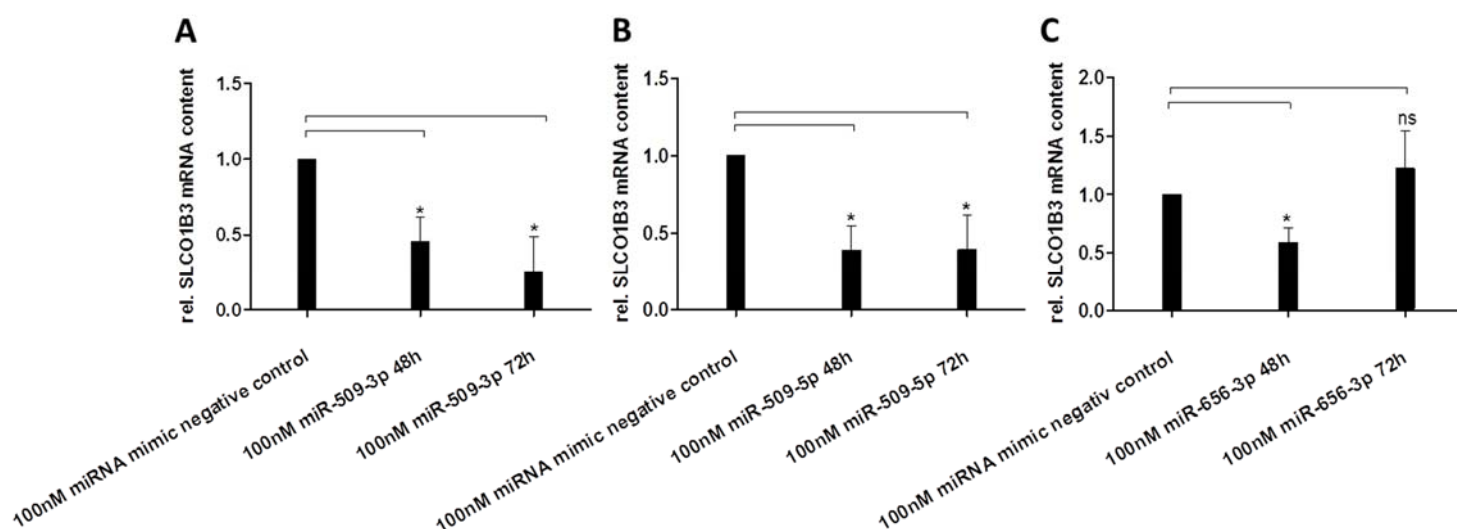 A
rel. SLCO1B3 mRNA content
1.5
1.0
0.5
0.0
*
*
100nM miRNA mimic negative control
100nM miR-509-3p 48h
100nM miR-509-3p 72h
B
rel. SLCO1B3 mRNA content
1.5
1.0
0.5
0.0
*
*
100nM miRNA mimic negative control
100nM miR-509-5p 48h
100nM miR-509-5p 72h
C
rel. SLCO1B3 mRNA content
2.0
1.5
1.0
0.5
0.0
*
ns
100nM miRNA mimic negativ control
100nM miR-656-3p 48h
100nM miR-656-3p 72h